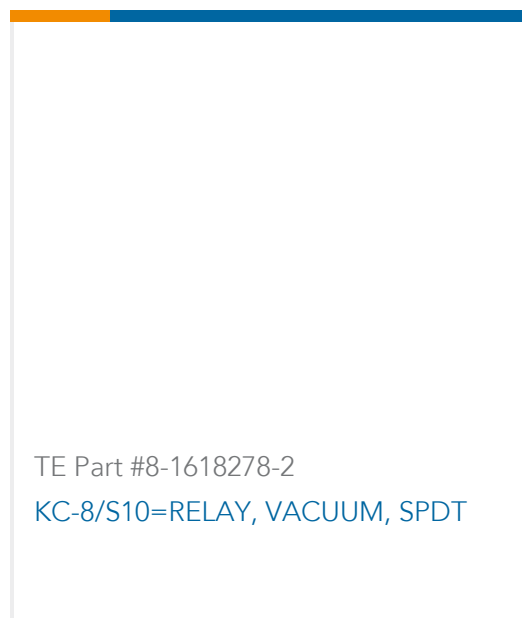 TE Part #8-1618278-2
KC-8/S10=RELAY, VACUUM, SPDT